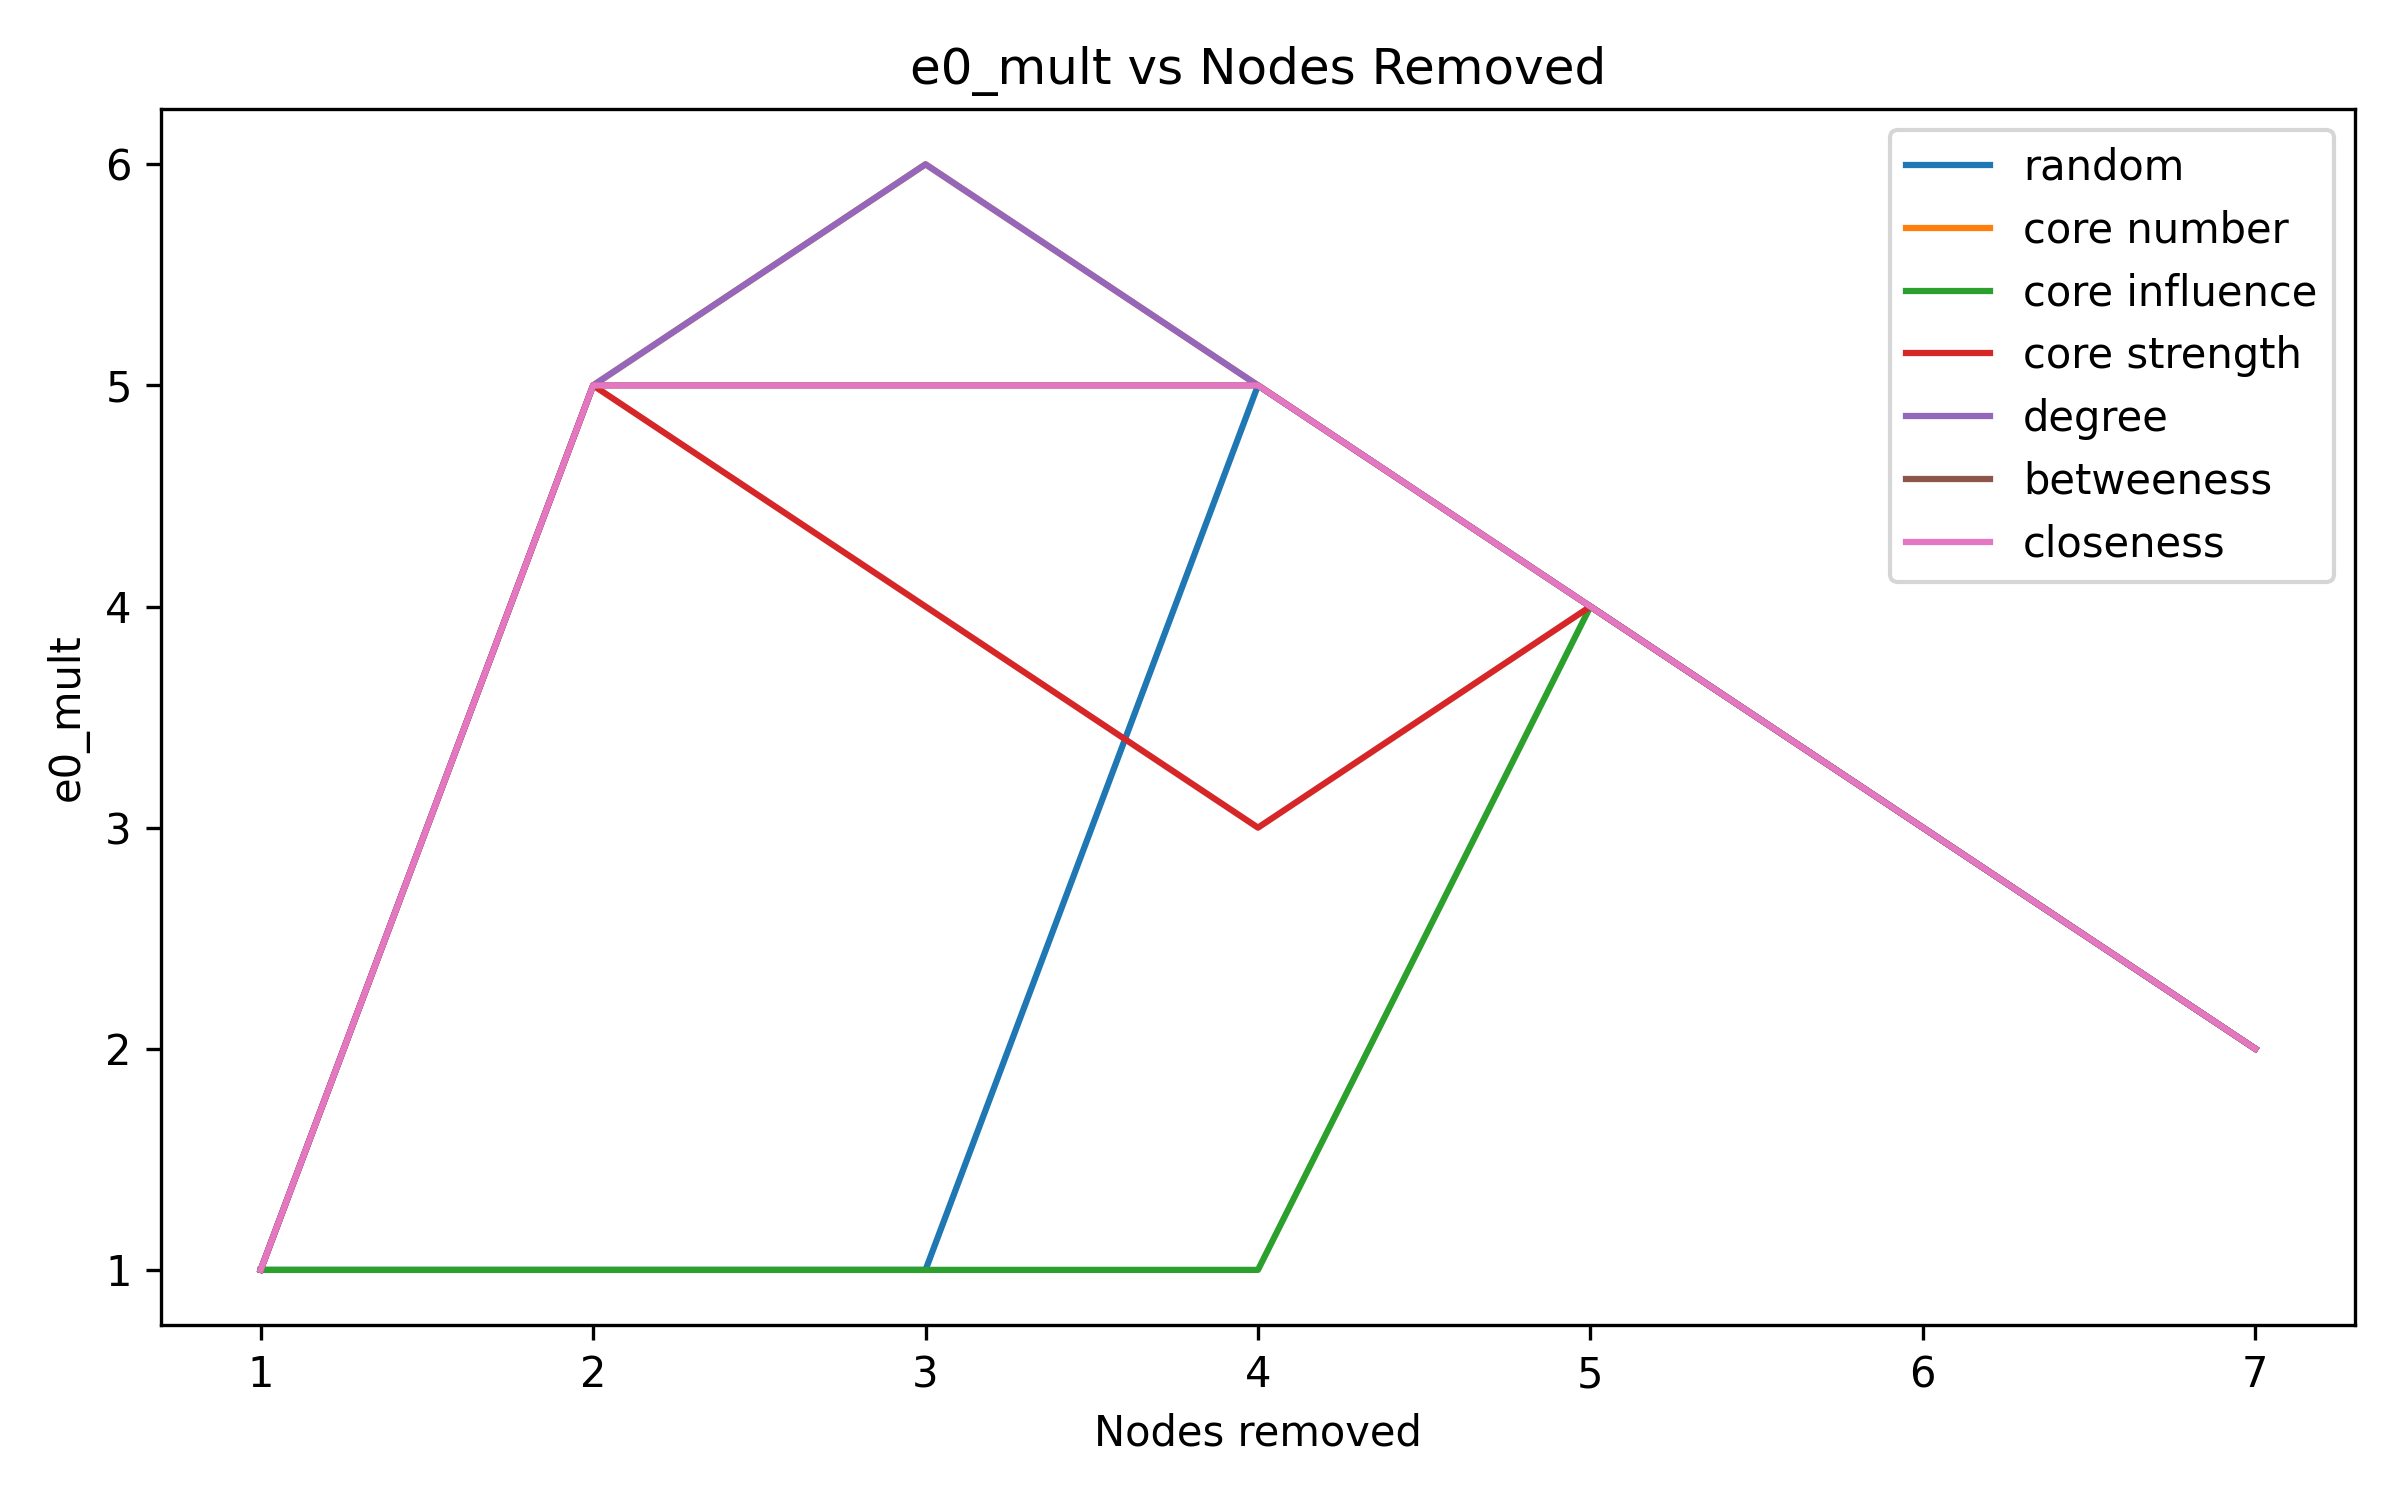 e0_mult vs Nodes Removed
e0_mult
6
5
4
3
2
1
random
core number
core influence
core strength
degree
betweeness
closeness
1 2 3 4 5 6 7
Nodes removed